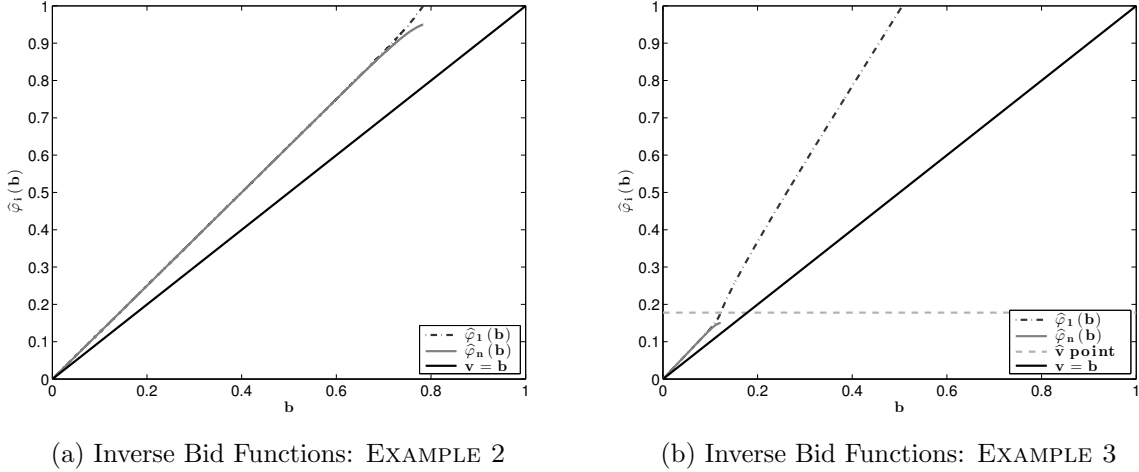 1
0.9
0.8
0.7
0.6
0.5
0.4
0.3
0.2
0.1
0
φ̂ᵢ(b)
0 0.2 0.4 0.6 0.8 1
b
φ̂₁(b)
φ̂ₙ(b)
v = b
(a) Inverse Bid Functions: EXAMPLE 2
1
0.9
0.8
0.7
0.6
0.5
0.4
0.3
0.2
0.1
0
φ̂ᵢ(b)
0 0.2 0.4 0.6 0.8 1
b
φ̂₁(b)
φ̂ₙ(b)
v̂ point
v = b
(b) Inverse Bid Functions: EXAMPLE 3